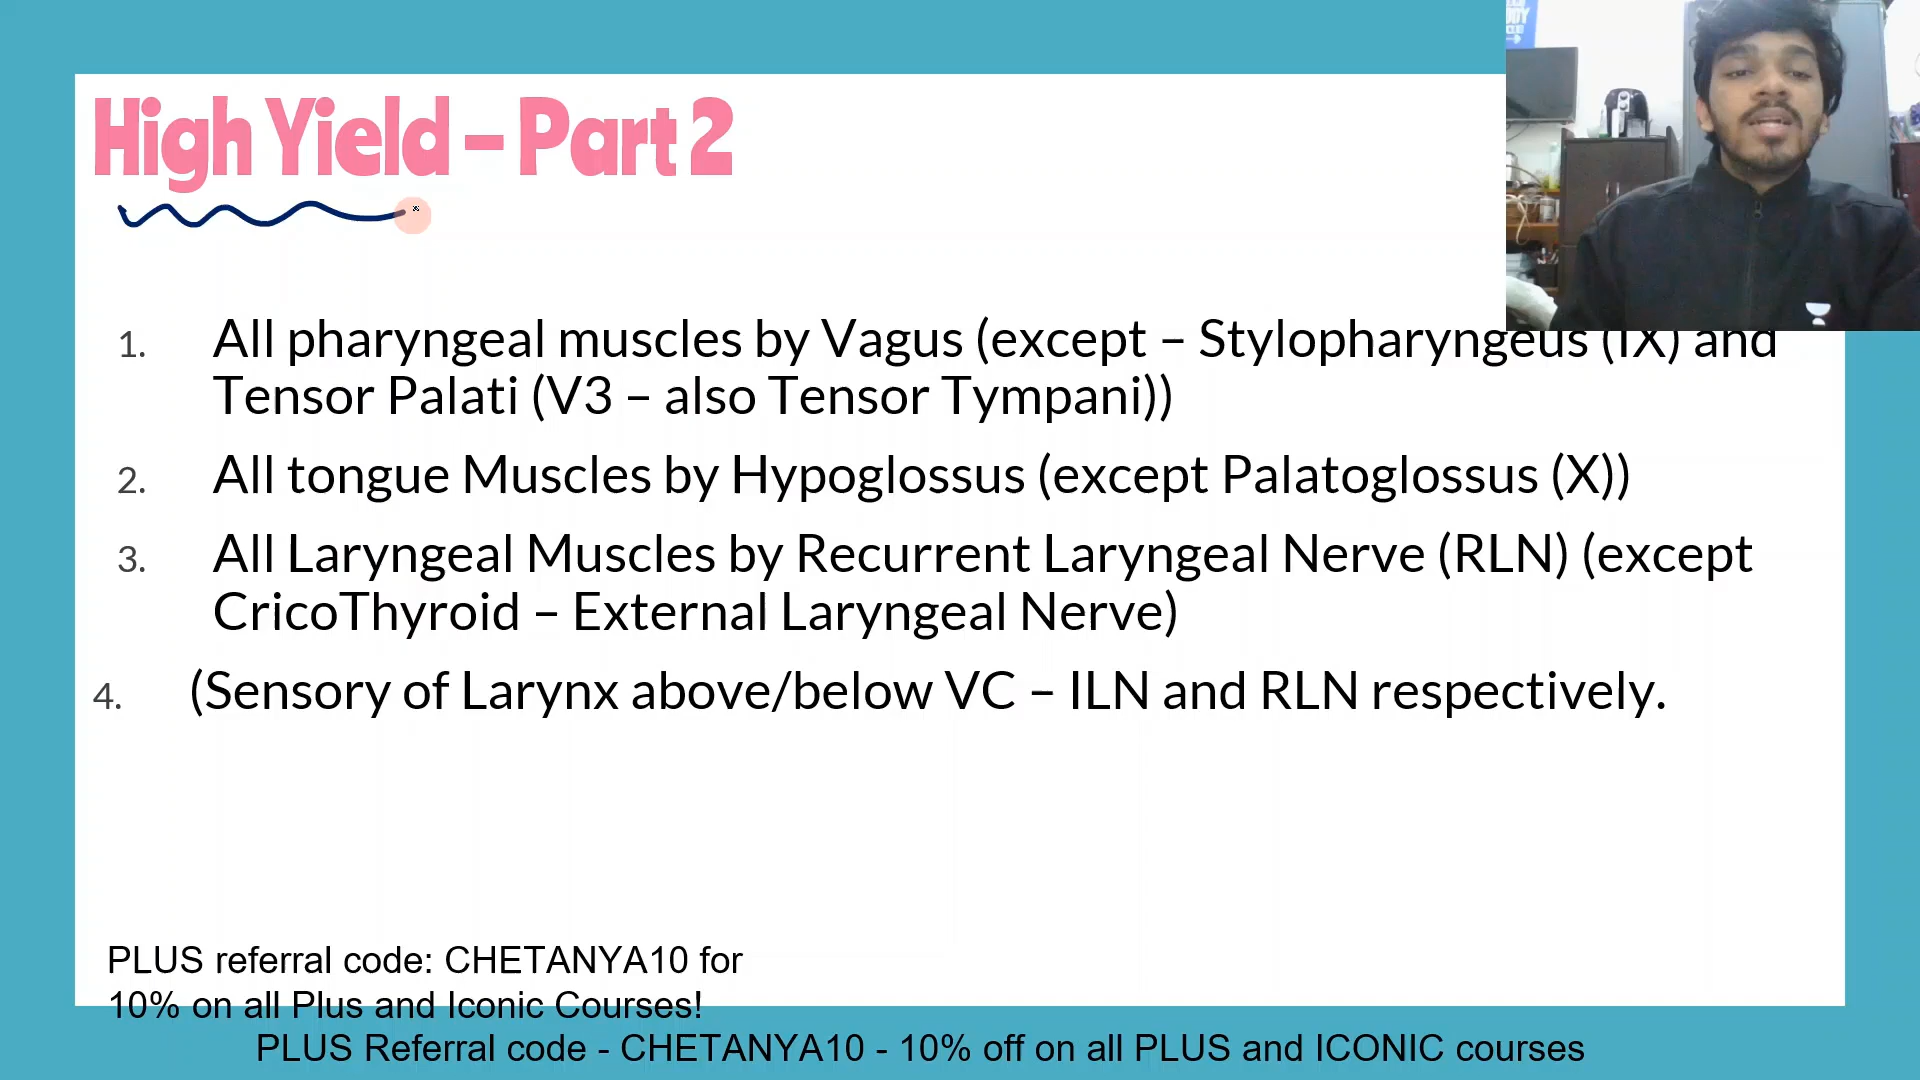 High Yield – Part 2
1. All pharyngeal muscles by Vagus (except – Stylopharyngeus (IX) and
Tensor Palati (V3 – also Tensor Tympani))
2. All tongue Muscles by Hypoglossus (except Palatoglossus (X))
3. All Laryngeal Muscles by Recurrent Laryngeal Nerve (RLN) (except
CricoThyroid – External Laryngeal Nerve)
4. (Sensory of Larynx above/below VC – ILN and RLN respectively.
PLUS referral code: CHETANYA10 for
10% on all Plus and Iconic Courses!
PLUS Referral code - CHETANYA10 - 10% off on all PLUS and ICONIC courses